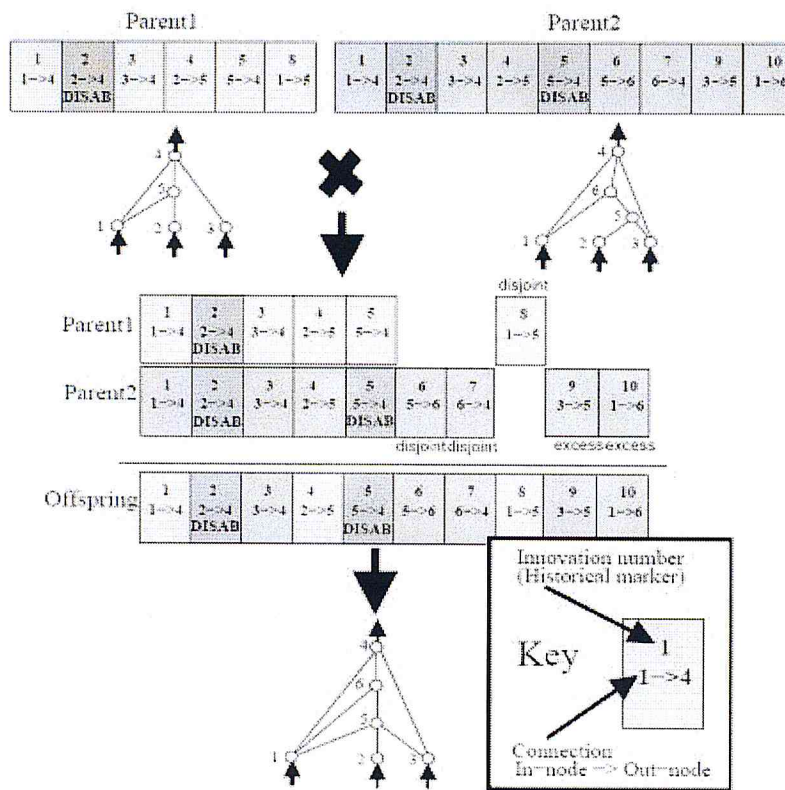 Parent1 Parent2
1 2 3 4 5 8 1 2 3 4 5 6 7 9 10
1->4 2->4 3->4 2->5 5->4 1->5 1->4 2->4 3->4 2->5 5->4 5->6 6->4 3->5 1->6
DISAB DISAB DISAB
4 4
5 6
5
1 2 3 1 2 3
disjoint
Parent1
1 2 3 4 5 8
1->4 2->4 3->4 2->5 5->4 1->5
DISAB
Parent2
1 2 3 4 5 6 7 9 10
1->4 2->4 3->4 2->5 5->4 5->6 6->4 3->5 1->6
DISAB DISAB
disjoint disjoint excess excess
Offspring
1 2 3 4 5 6 7 8 9 10
1->4 2->4 3->4 2->5 5->4 5->6 6->4 1->5 3->5 1->6
DISAB DISAB
4
6
5
1 2 3
Innovation number
(Historical marker)
Key
1
1->4
Connection
In-node -> Out-node